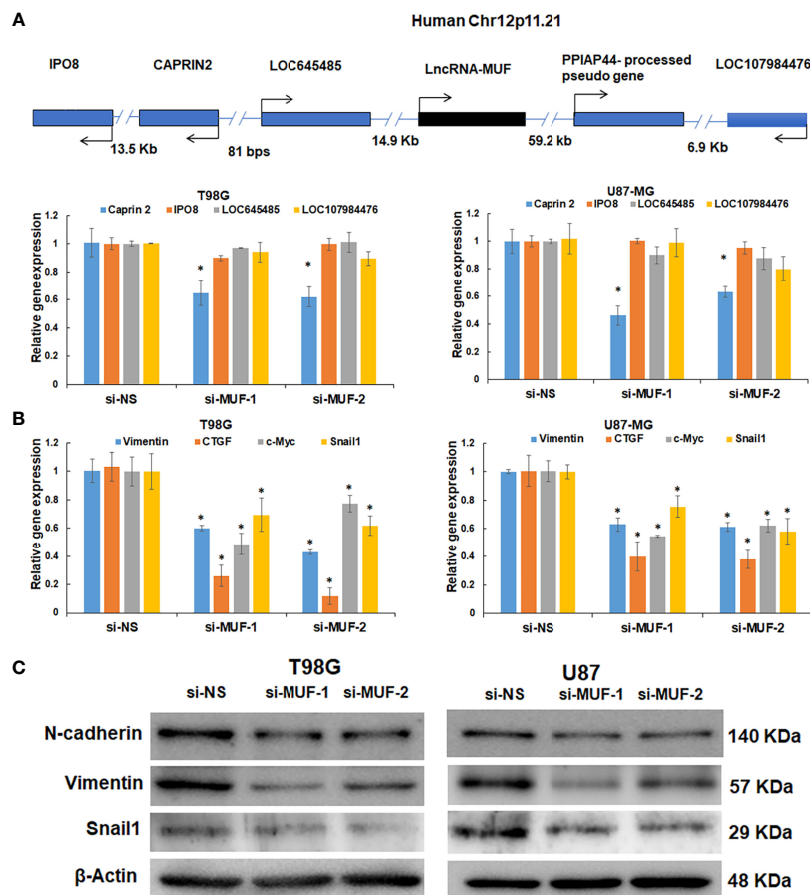 A
Human Chr12p11.21
IPO8
CAPRIN2
LOC645485
LncRNA-MUF
PPIAP44- processed
pseudo gene
LOC107984476
13.5 Kb
81 bps
14.9 Kb
59.2 kb
6.9 Kb
T98G
Caprin 2 IPO8 LOC645485 LOC107984476
Relative gene expression
1.2
1
0.8
0.6
0.4
0.2
0
* *
si-NS si-MUF-1 si-MUF-2
U87-MG
Caprin 2 IPO8 LOC645485 LOC107984476
Relative gene expression
1.2
1
0.8
0.6
0.4
0.2
0
* *
si-NS si-MUF-1 si-MUF-2
B
T98G
Vimentin CTGF c-Myc Snail1
Relative gene expression
1.2
1
0.8
0.6
0.4
0.2
0
* * * * * * * *
si-NS si-MUF-1 si-MUF-2
U87-MG
Vimentin CTGF c-Myc Snail1
Relative gene expression
1.2
1
0.8
0.6
0.4
0.2
0
* * * * * * * *
si-NS si-MUF-1 si-MUF-2
C
T98G U87
si-NS si-MUF-1 si-MUF-2 si-NS si-MUF-1 si-MUF-2
N-cadherin 140 KDa
Vimentin 57 KDa
Snail1 29 KDa
β-Actin 48 KDa